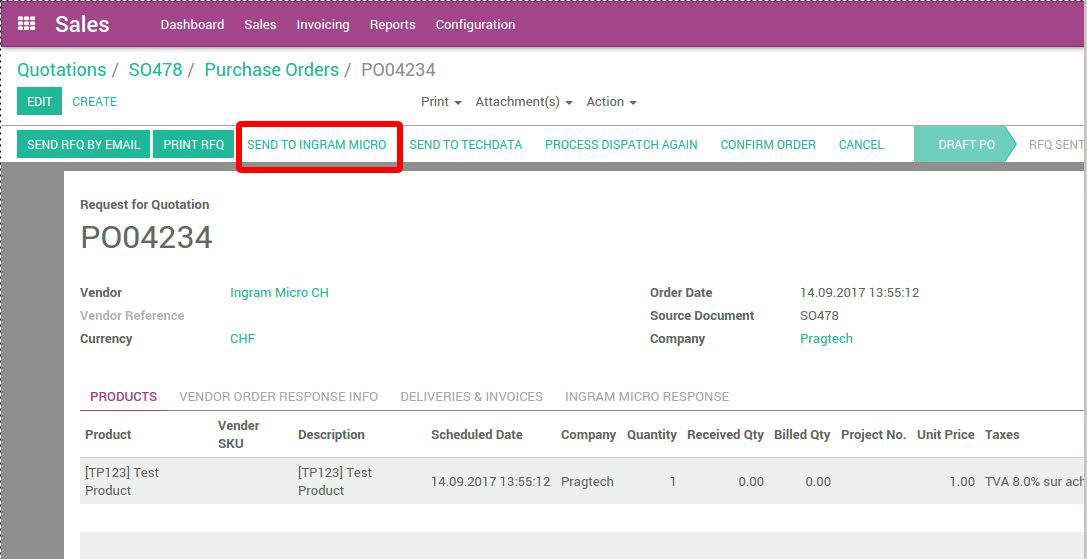 Sales Dashboard Sales Invoicing Reports Configuration
Quotations / SO478 / Purchase Orders / PO04234
EDIT CREATE Print Attachment(s) Action
SEND RFQ BY EMAIL PRINT RFQ SEND TO INGRAM MICRO SEND TO TECHDATA PROCESS DISPATCH AGAIN CONFIRM ORDER CANCEL DRAFT PO RFQ SENT
Request for Quotation
PO04234
Vendor Ingram Micro CH Order Date 14.09.2017 13:55:12
Vendor Reference Source Document SO478
Currency CHF Company Pragtech
PRODUCTS VENDOR ORDER RESPONSE INFO DELIVERIES & INVOICES INGRAM MICRO RESPONSE
Product Vender SKU Description Scheduled Date Company Quantity Received Qty Billed Qty Project No. Unit Price Taxes
[TP123] Test Product [TP123] Test Product 14.09.2017 13:55:12 Pragtech 1 0.00 0.00 1.00 TVA 8.0% sur ach